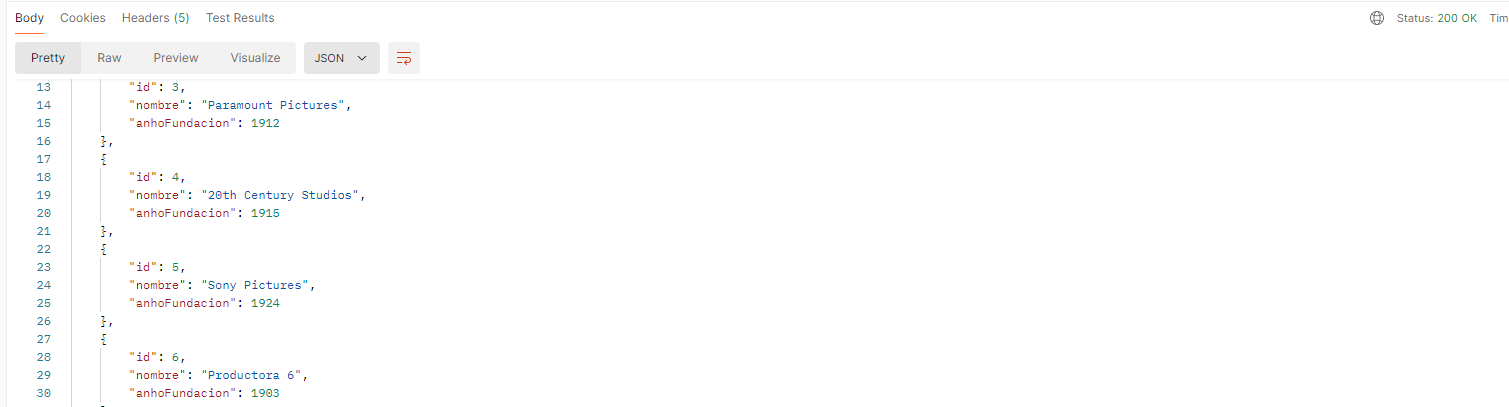 Body Cookies Headers (5) Test Results Status: 200 OK Tim
Pretty Raw Preview Visualize JSON
13 "id": 3,
14 "nombre": "Paramount Pictures",
15 "anhoFundacion": 1912
16 },
17 {
18 "id": 4,
19 "nombre": "20th Century Studios",
20 "anhoFundacion": 1915
21 },
22 {
23 "id": 5,
24 "nombre": "Sony Pictures",
25 "anhoFundacion": 1924
26 },
27 {
28 "id": 6,
29 "nombre": "Productora 6",
30 "anhoFundacion": 1903